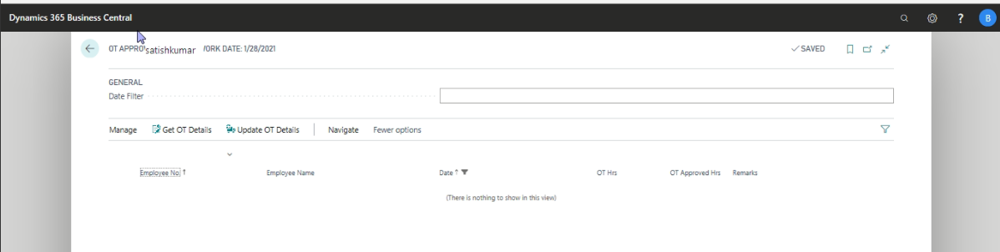 Dynamics 365 Business Central
?
B
OT APPRO satishkumar ORK DATE: 1/28/2021
SAVED
GENERAL
Date Filter
Manage Get OT Details Update OT Details Navigate Fewer options
Employee No. Employee Name Date OT Hrs OT Approved Hrs Remarks
(There is nothing to show in this view)